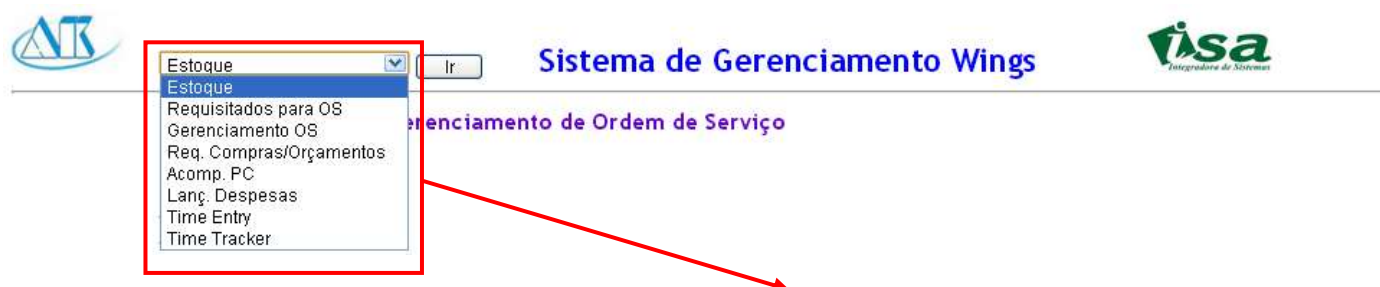 ATK
Estoque
Ir
Sistema de Gerenciamento Wings
isa
Integradora de Sistemas
Estoque
Requisitados para OS
Gerenciamento OS
Req. Compras/Orçamentos
Acomp. PC
Lanç. Despesas
Time Entry
Time Tracker
erenciamento de Ordem de Serviço